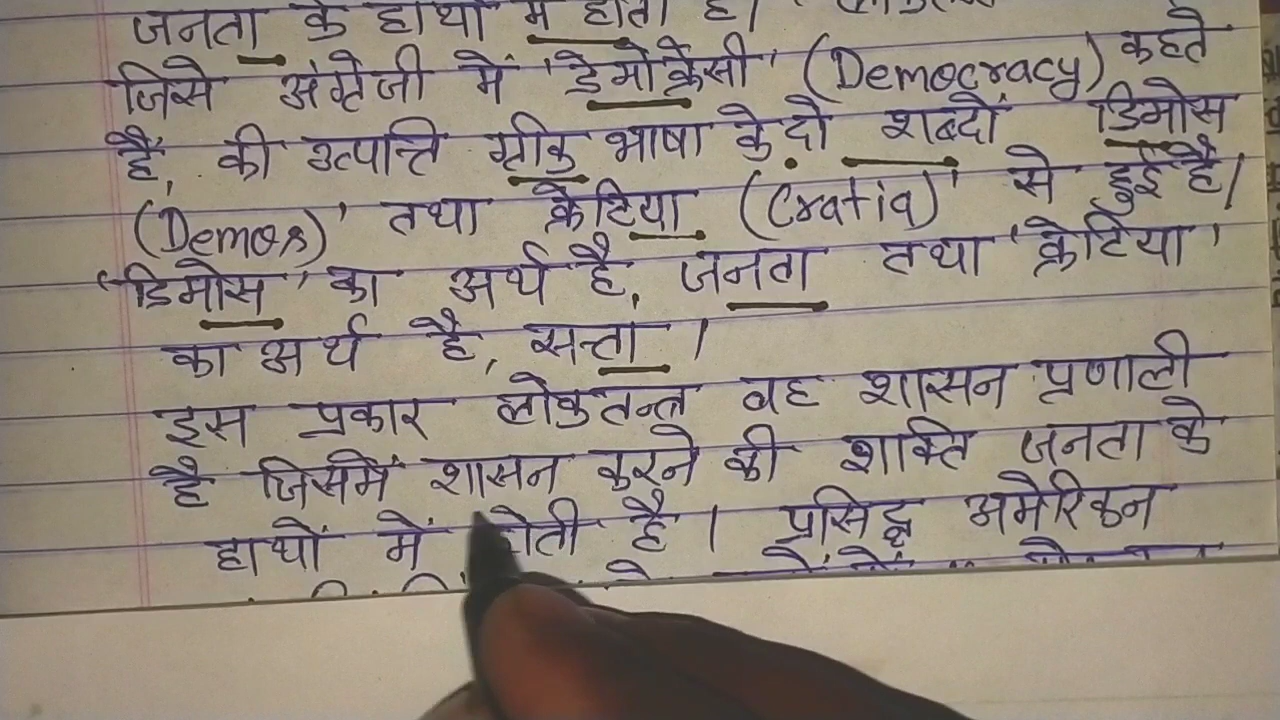 जनता के हाथों में होता है।
जिसे अंग्रेजी में 'डेमोक्रेसी' (Democracy) कहते
हैं, की उत्पत्ति ग्रीक भाषा के दो शब्दों डिमोस
(Demos)' तथा क्रेटिया (Cratia)' से हुई है।
'डिमोस' का अर्थ है, जनता तथा 'क्रेटिया'
का अर्थ है, सत्ता।
इस प्रकार लोकतन्त्र वह शासन प्रणाली
है जिसमें शासन करने की शक्ति जनता के
हाथों में होती है। प्रसिद्ध अमेरिकन